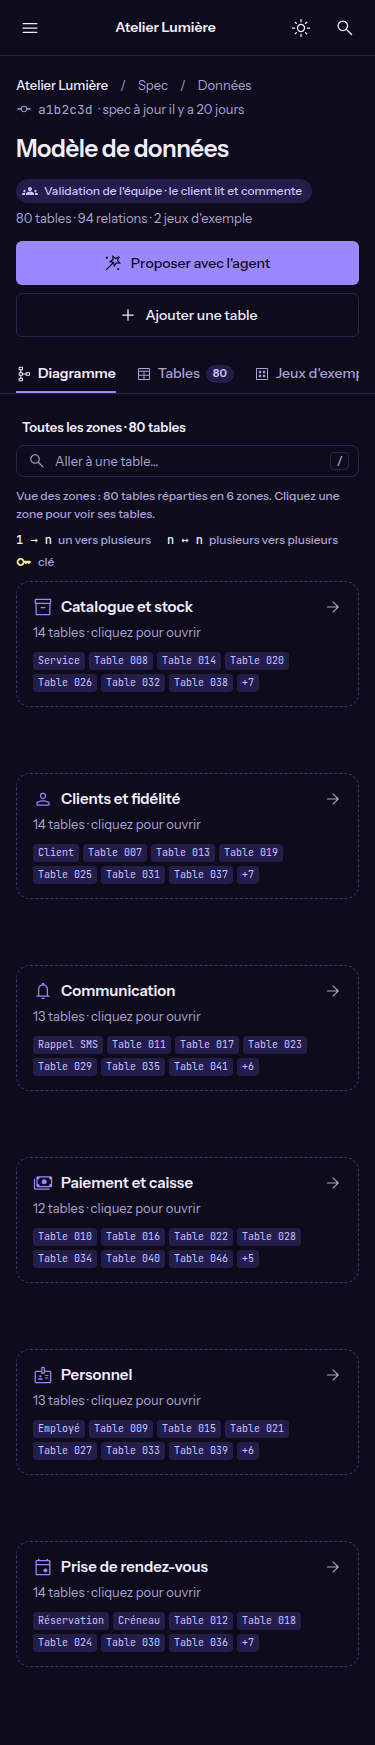 Atelier Lumière
Atelier Lumière / Spec / Données
a1b2c3d · spec à jour il y a 20 jours
Modèle de données
Validation de l'équipe · le client lit et commente
80 tables · 94 relations · 2 jeux d'exemple
Proposer avec l'agent
Ajouter une table
Diagramme Tables 80 Jeux d'exemp
Toutes les zones · 80 tables
Aller à une table… /
Vue des zones : 80 tables réparties en 6 zones. Cliquez une
zone pour voir ses tables.
1 → n un vers plusieurs n ↔ n plusieurs vers plusieurs
clé
Catalogue et stock
14 tables · cliquez pour ouvrir
Service Table 008 Table 014 Table 020
Table 026 Table 032 Table 038 +7
Clients et fidélité
14 tables · cliquez pour ouvrir
Client Table 007 Table 013 Table 019
Table 025 Table 031 Table 037 +7
Communication
13 tables · cliquez pour ouvrir
Rappel SMS Table 011 Table 017 Table 023
Table 029 Table 035 Table 041 +6
Paiement et caisse
12 tables · cliquez pour ouvrir
Table 010 Table 016 Table 022 Table 028
Table 034 Table 040 Table 046 +5
Personnel
13 tables · cliquez pour ouvrir
Employé Table 009 Table 015 Table 021
Table 027 Table 033 Table 039 +6
Prise de rendez-vous
14 tables · cliquez pour ouvrir
Réservation Créneau Table 012 Table 018
Table 024 Table 030 Table 036 +7